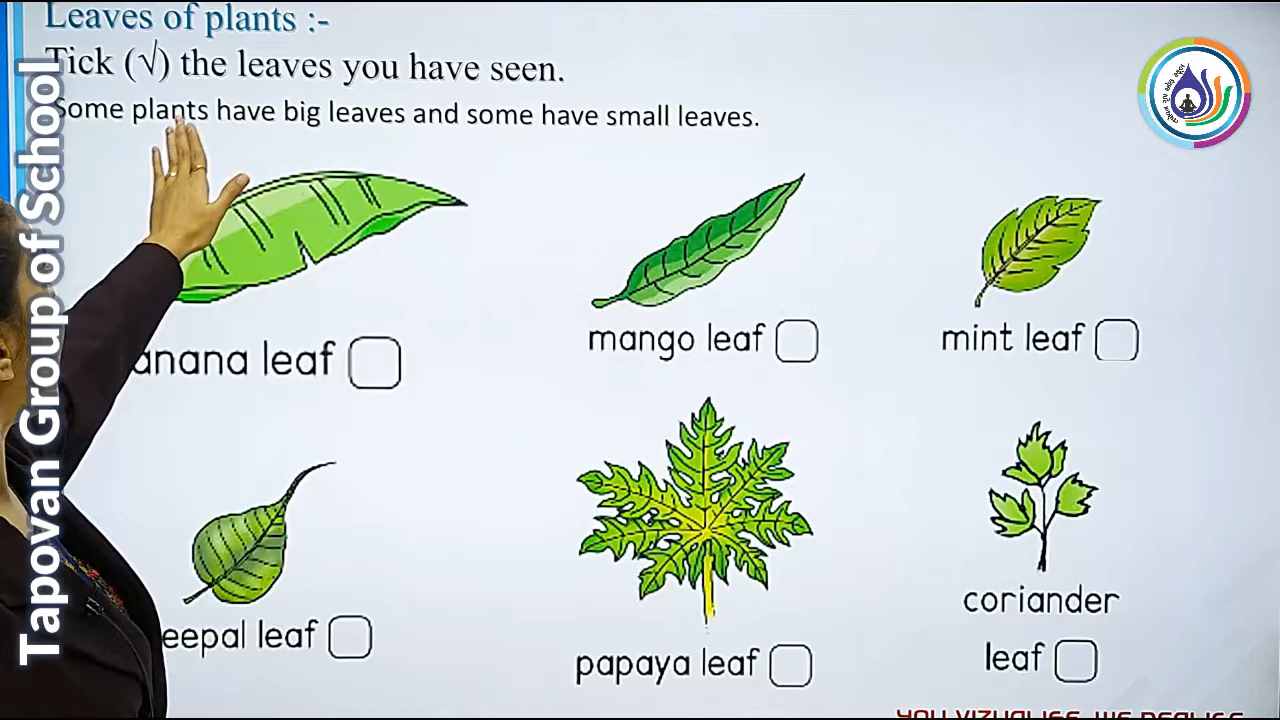 Leaves of plants :-
Tick (√) the leaves you have seen.
Some plants have big leaves and some have small leaves.
anana leaf
mango leaf
mint leaf
eepal leaf
papaya leaf
coriander
leaf
Tapovan Group of School